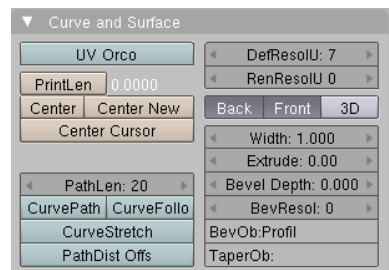 Curve and Surface
UV Orco
PrintLen 0.0000
Center Center New
Center Cursor
PathLen: 20
CurvePath CurveFollo
CurveStretch
PathDist Offs
DefResolU: 7
RenResolU 0
Back Front 3D
Width: 1.000
Extrude: 0.00
Bevel Depth: 0.000
BevResol: 0
BevOb:Profil
TaperOb: